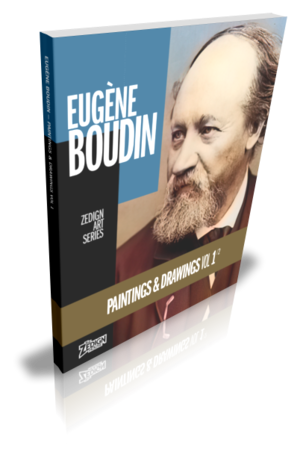 EUGÈNE BOUDIN – PAINTINGS & DRAWINGS VOL 1
EUGÈNE
BOUDIN
ZEDIGN
ART
SERIES
PAINTINGS & DRAWINGS VOL 1
ZEDIGN